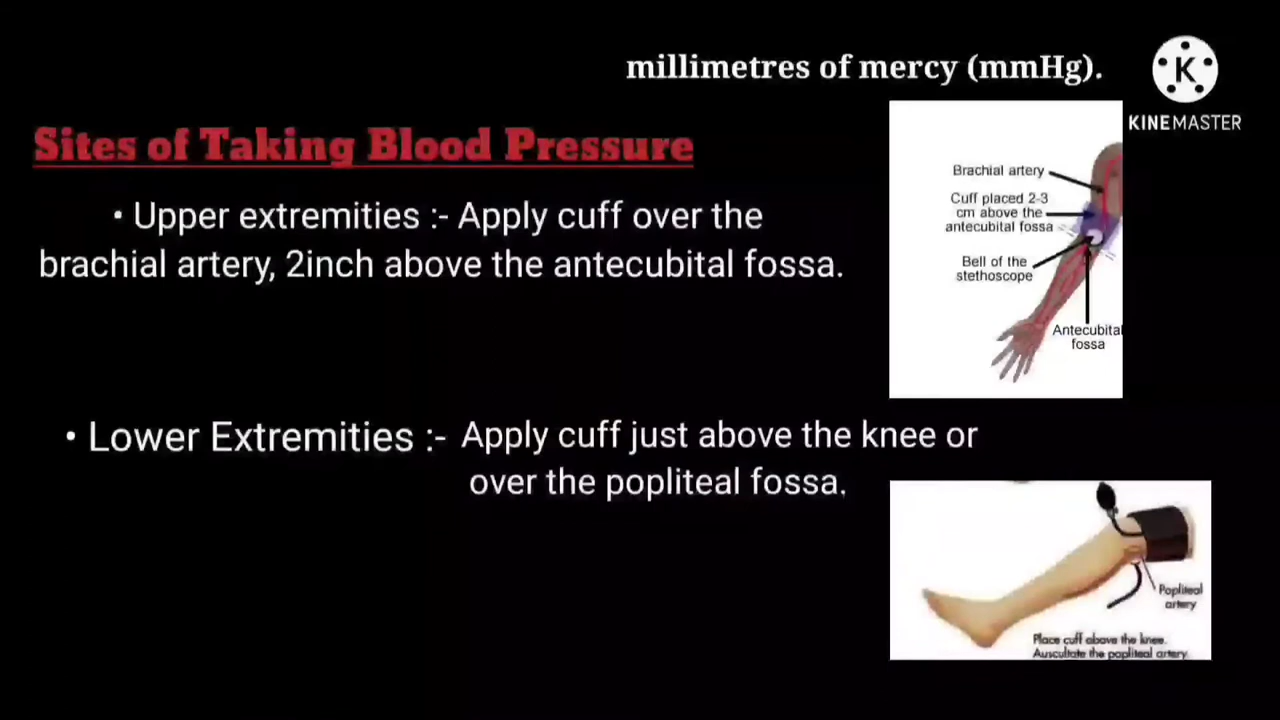 millimetres of mercy (mmHg).
K
KINEMASTER
Sites of Taking Blood Pressure
• Upper extremities :- Apply cuff over the
brachial artery, 2inch above the antecubital fossa.
Brachial artery
Cuff placed 2-3
cm above the
antecubital fossa
Bell of the
stethoscope
Antecubital
fossa
• Lower Extremities :- Apply cuff just above the knee or
over the popliteal fossa.
Popliteal
artery
Place cuff above the knee.
Auscultate the popliteal artery.